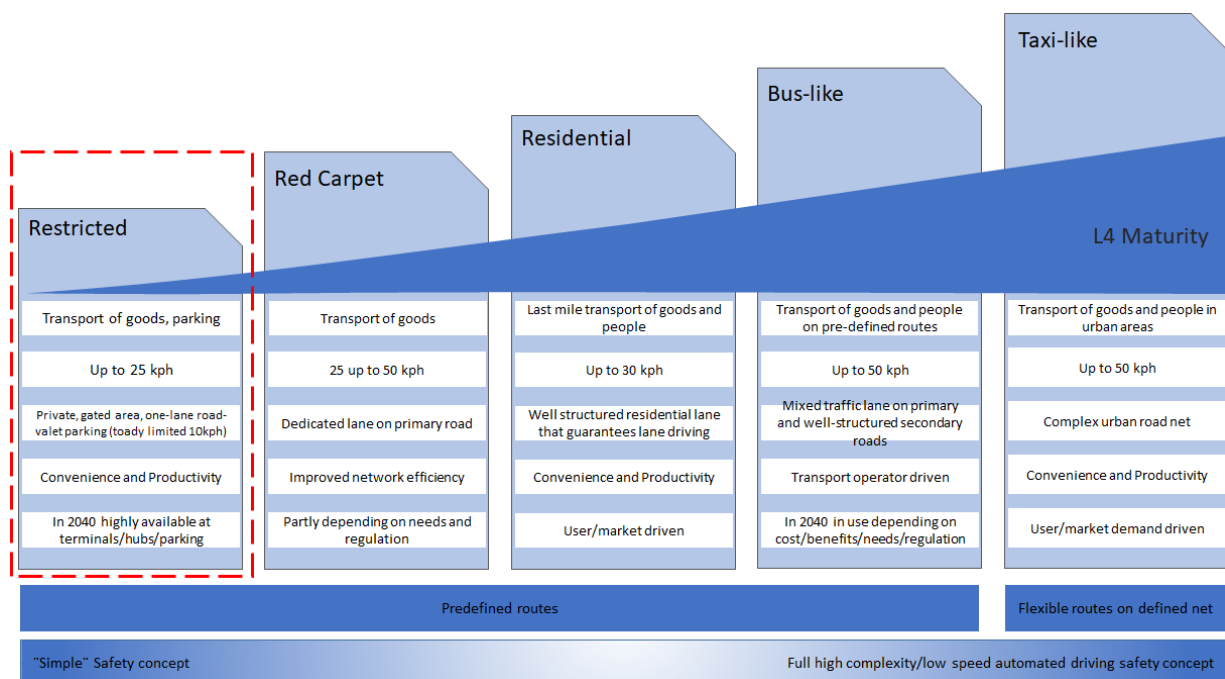 Restricted
Transport of goods, parking
Up to 25 kph
Private, gated area, one-lane road-
valet parking (toady limited 10kph)
Convenience and Productivity
In 2040 highly available at
terminals/hubs/parking
Red Carpet
Transport of goods
25 up to 50 kph
Dedicated lane on primary road
Improved network efficiency
Partly depending on needs and
regulation
Residential
Last mile transport of goods and
people
Up to 30 kph
Well structured residential lane
that guarantees lane driving
Convenience and Productivity
User/market driven
Bus-like
Transport of goods and people
on pre-defined routes
Up to 50 kph
Mixed traffic lane on primary
and well-structured secondary
roads
Transport operator driven
In 2040 in use depending on
cost/benefits/needs/regulation
Taxi-like
L4 Maturity
Transport of goods and people in
urban areas
Up to 50 kph
Complex urban road net
Convenience and Productivity
User/market demand driven
Predefined routes
Flexible routes on defined net
"Simple" Safety concept
Full high complexity/low speed automated driving safety concept